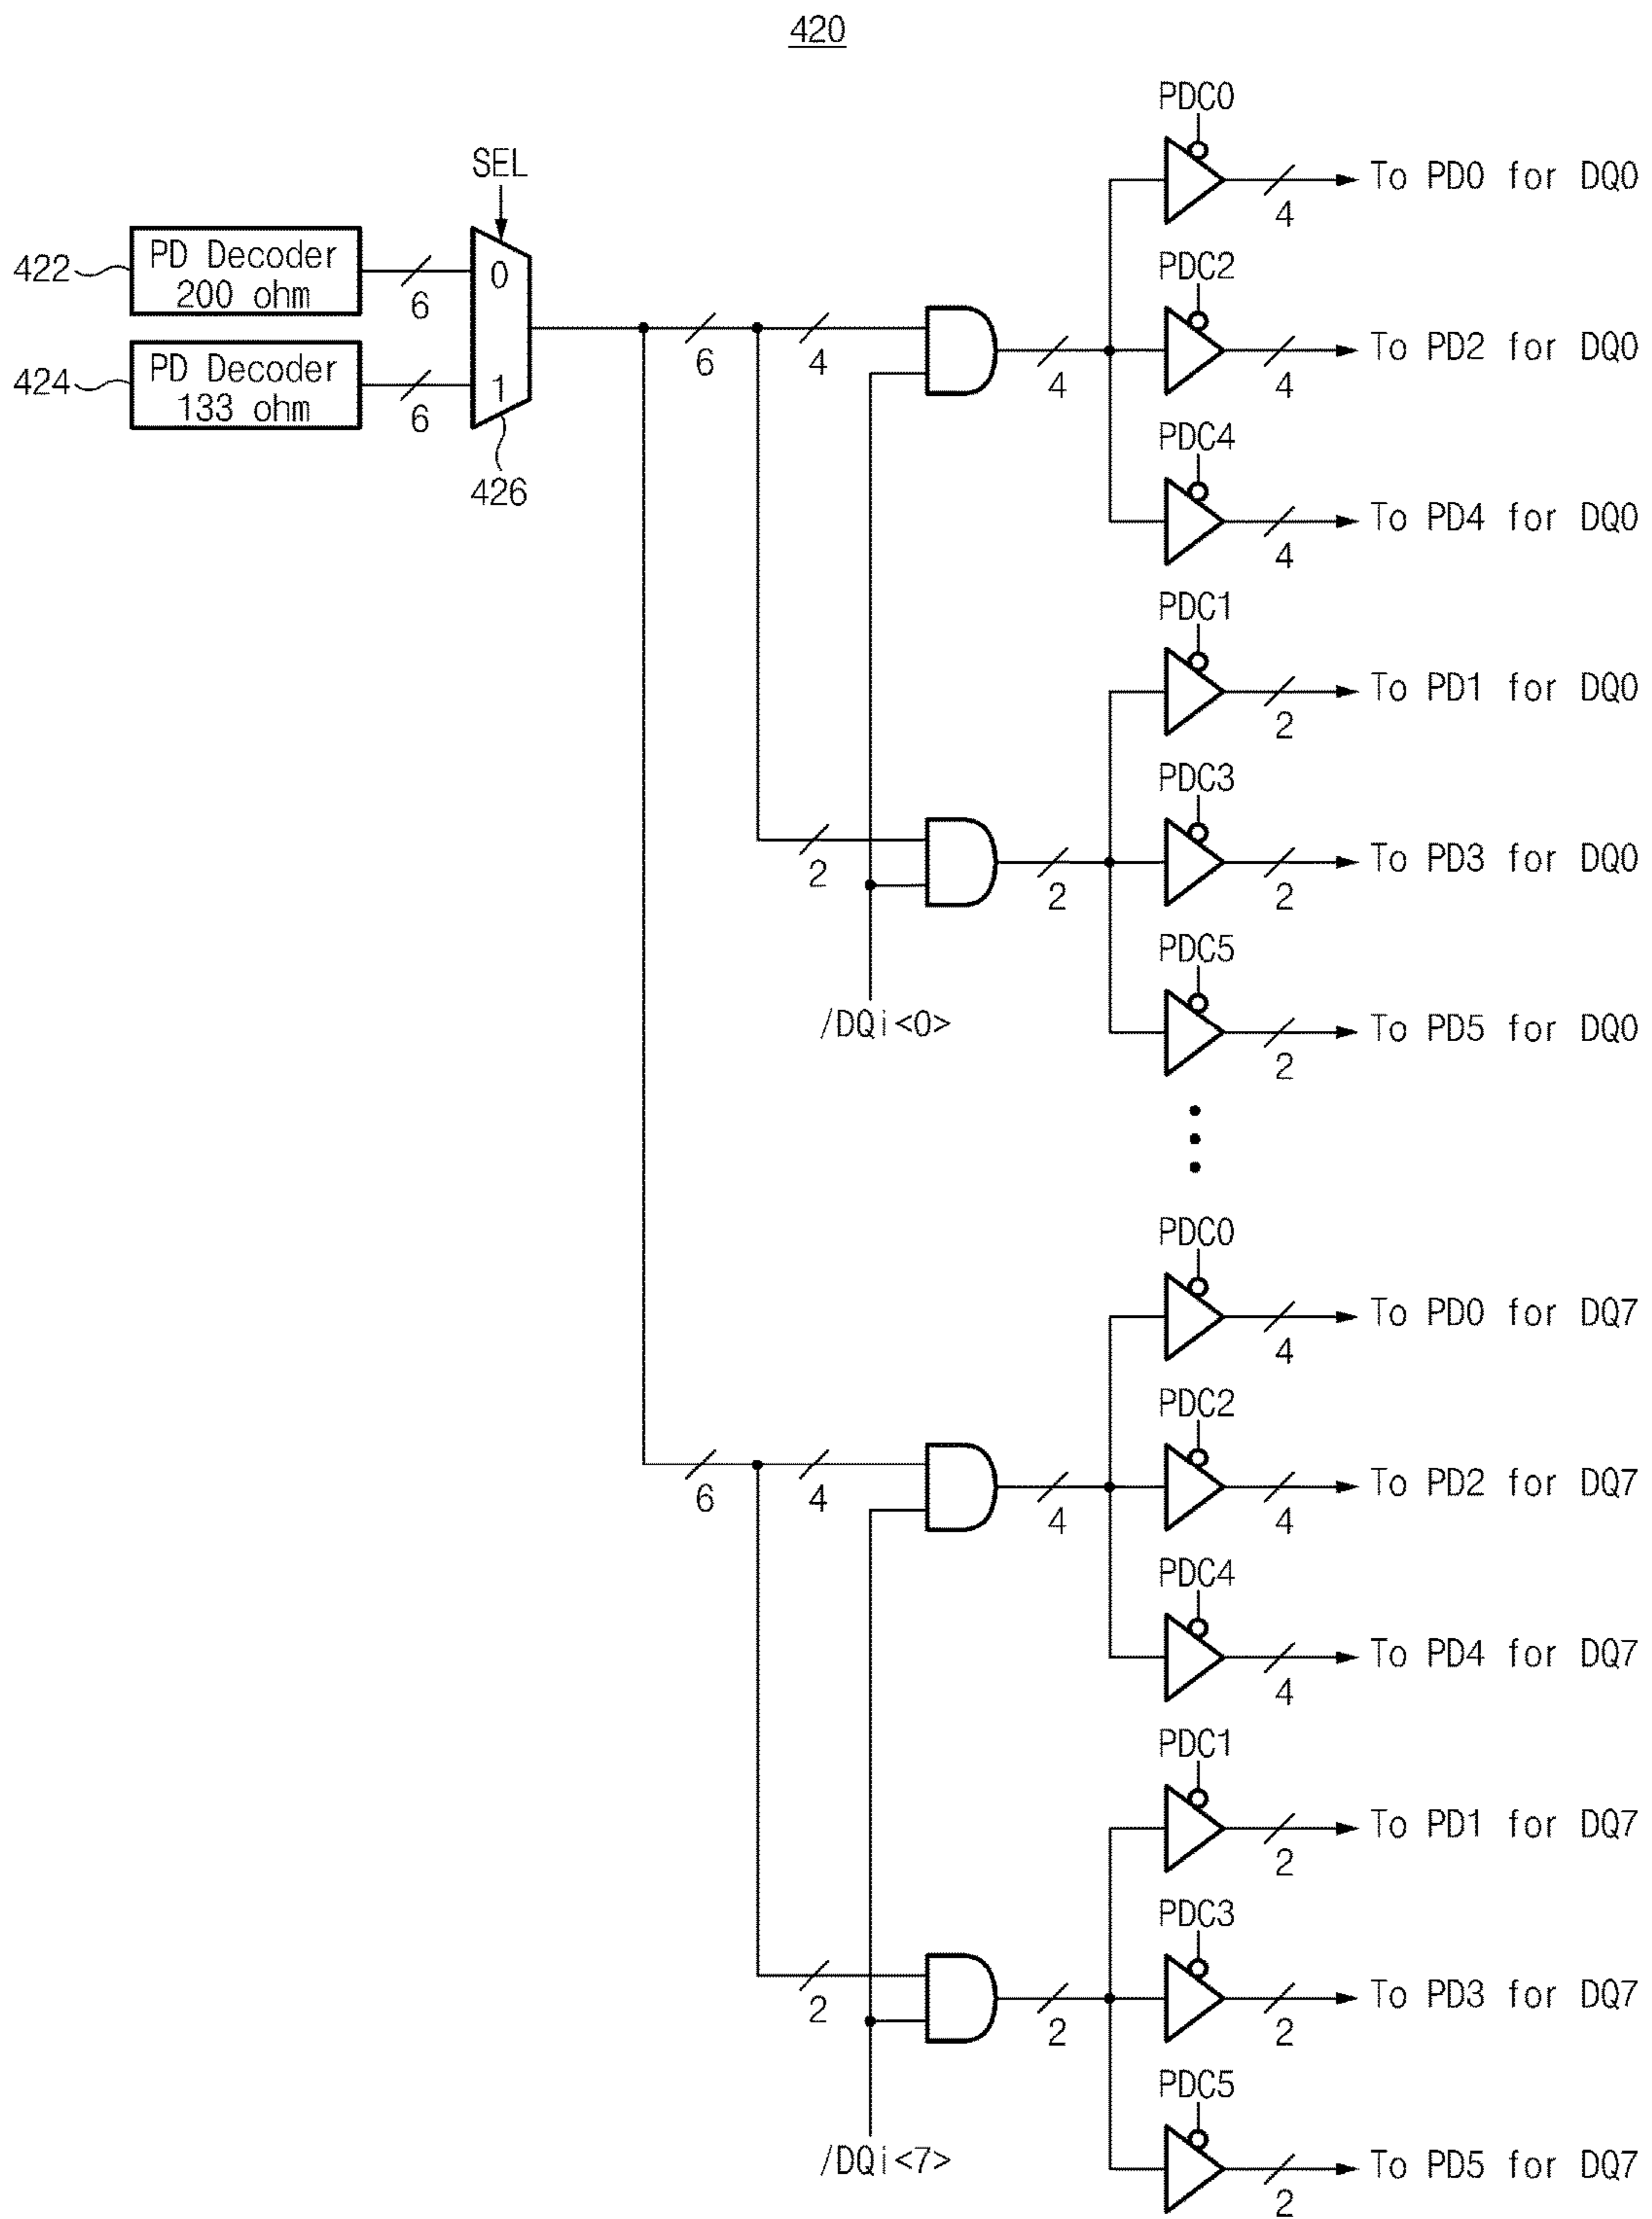 420
PDC0
SEL
To PD0 for DQ0
4
422
PD Decoder
200 ohm
6
0
PDC2
6
4
4
To PD2 for DQ0
4
424
PD Decoder
133 ohm
6
1
426
PDC4
To PD4 for DQ0
4
PDC1
To PD1 for DQ0
2
PDC3
2
2
To PD3 for DQ0
2
PDC5
/DQi<0>
To PD5 for DQ0
2
PDC0
To PD0 for DQ7
4
PDC2
6
4
4
To PD2 for DQ7
4
PDC4
To PD4 for DQ7
4
PDC1
To PD1 for DQ7
2
PDC3
2
2
To PD3 for DQ7
2
PDC5
/DQi<7>
To PD5 for DQ7
2